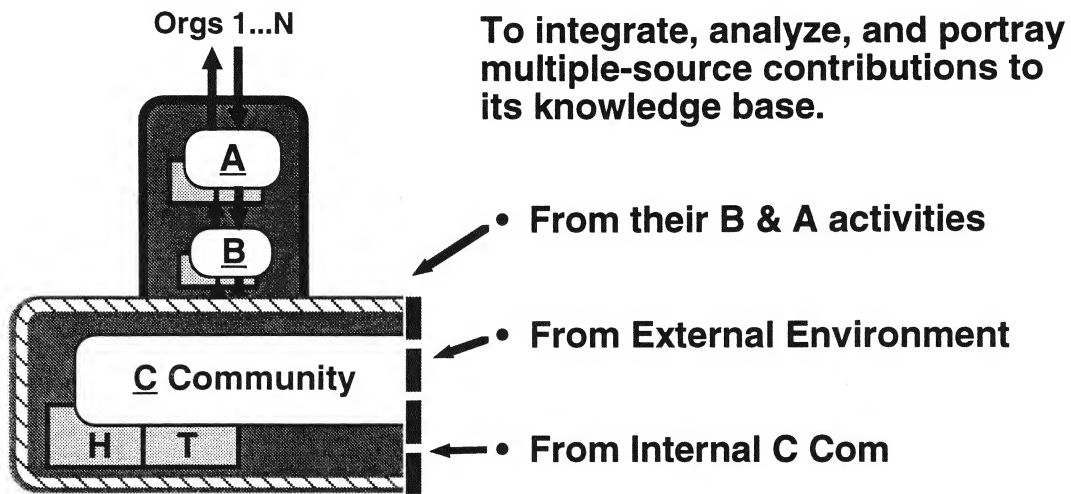 Orgs 1...N
To integrate, analyze, and portray
multiple-source contributions to
its knowledge base.
A
B
• From their B & A activities
• From External Environment
C Community
H T
• From Internal C Com